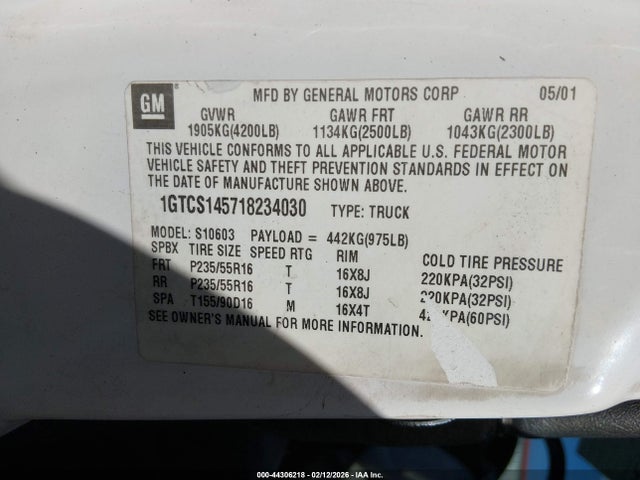 GM
MFD BY GENERAL MOTORS CORP 05/01
GVWR GAWR FRT GAWR RR
1905KG(4200LB) 1134KG(2500LB) 1043KG(2300LB)
THIS VEHICLE CONFORMS TO ALL APPLICABLE U.S. FEDERAL MOTOR
VEHICLE SAFETY AND THEFT PREVENTION STANDARDS IN EFFECT ON
THE DATE OF MANUFACTURE SHOWN ABOVE.
1GTCS145718234030 TYPE: TRUCK
MODEL: S10603 PAYLOAD = 442KG(975LB)
SPBX TIRE SIZE SPEED RTG RIM COLD TIRE PRESSURE
FRT P235/55R16 T 16X8J 220KPA(32PSI)
RR P235/55R16 T 16X8J 220KPA(32PSI)
SPA T155/90D16 M 16X4T KPA(60PSI)
SEE OWNER'S MANUAL FOR MORE INFORMATION.
000-44306218 - 02/12/2026 - IAAI, Inc.